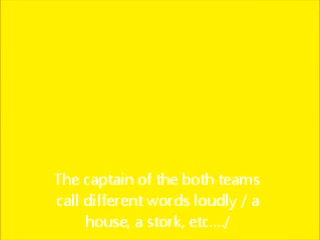 The captain of the both teams
call different words loudly / a
house, a stork, etc..../